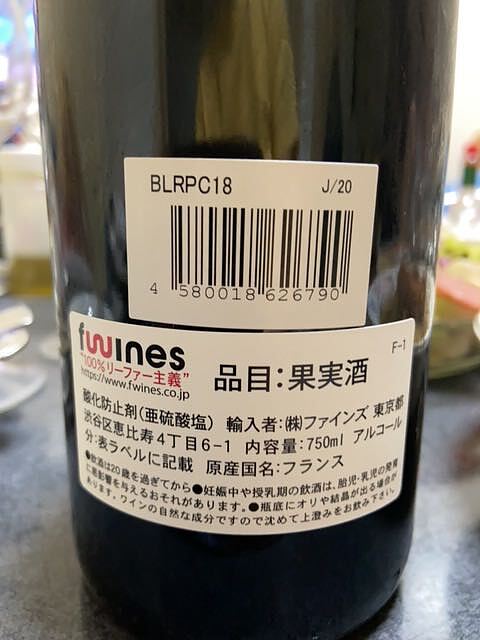 BLRPC18 J/20
4 580018 626790
fwines
F-1
"100%リーファー主義"
https://www.fwines.co.jp
品目:果実酒
酸化防止剤(亜硫酸塩) 輸入者:㈱ファインズ 東京都
渋谷区恵比寿4丁目6-1 内容量:750ml アルコール
分:表ラベルに記載 原産国名:フランス
●飲酒は20歳を過ぎてから●妊娠中や授乳期の飲酒は、胎児・乳児の発育
に悪影響を与えるおそれがあります。●瓶底にオリや結晶が出る場合が
あります。ワインの自然な成分ですので沈めて上澄みをお飲み下さい。